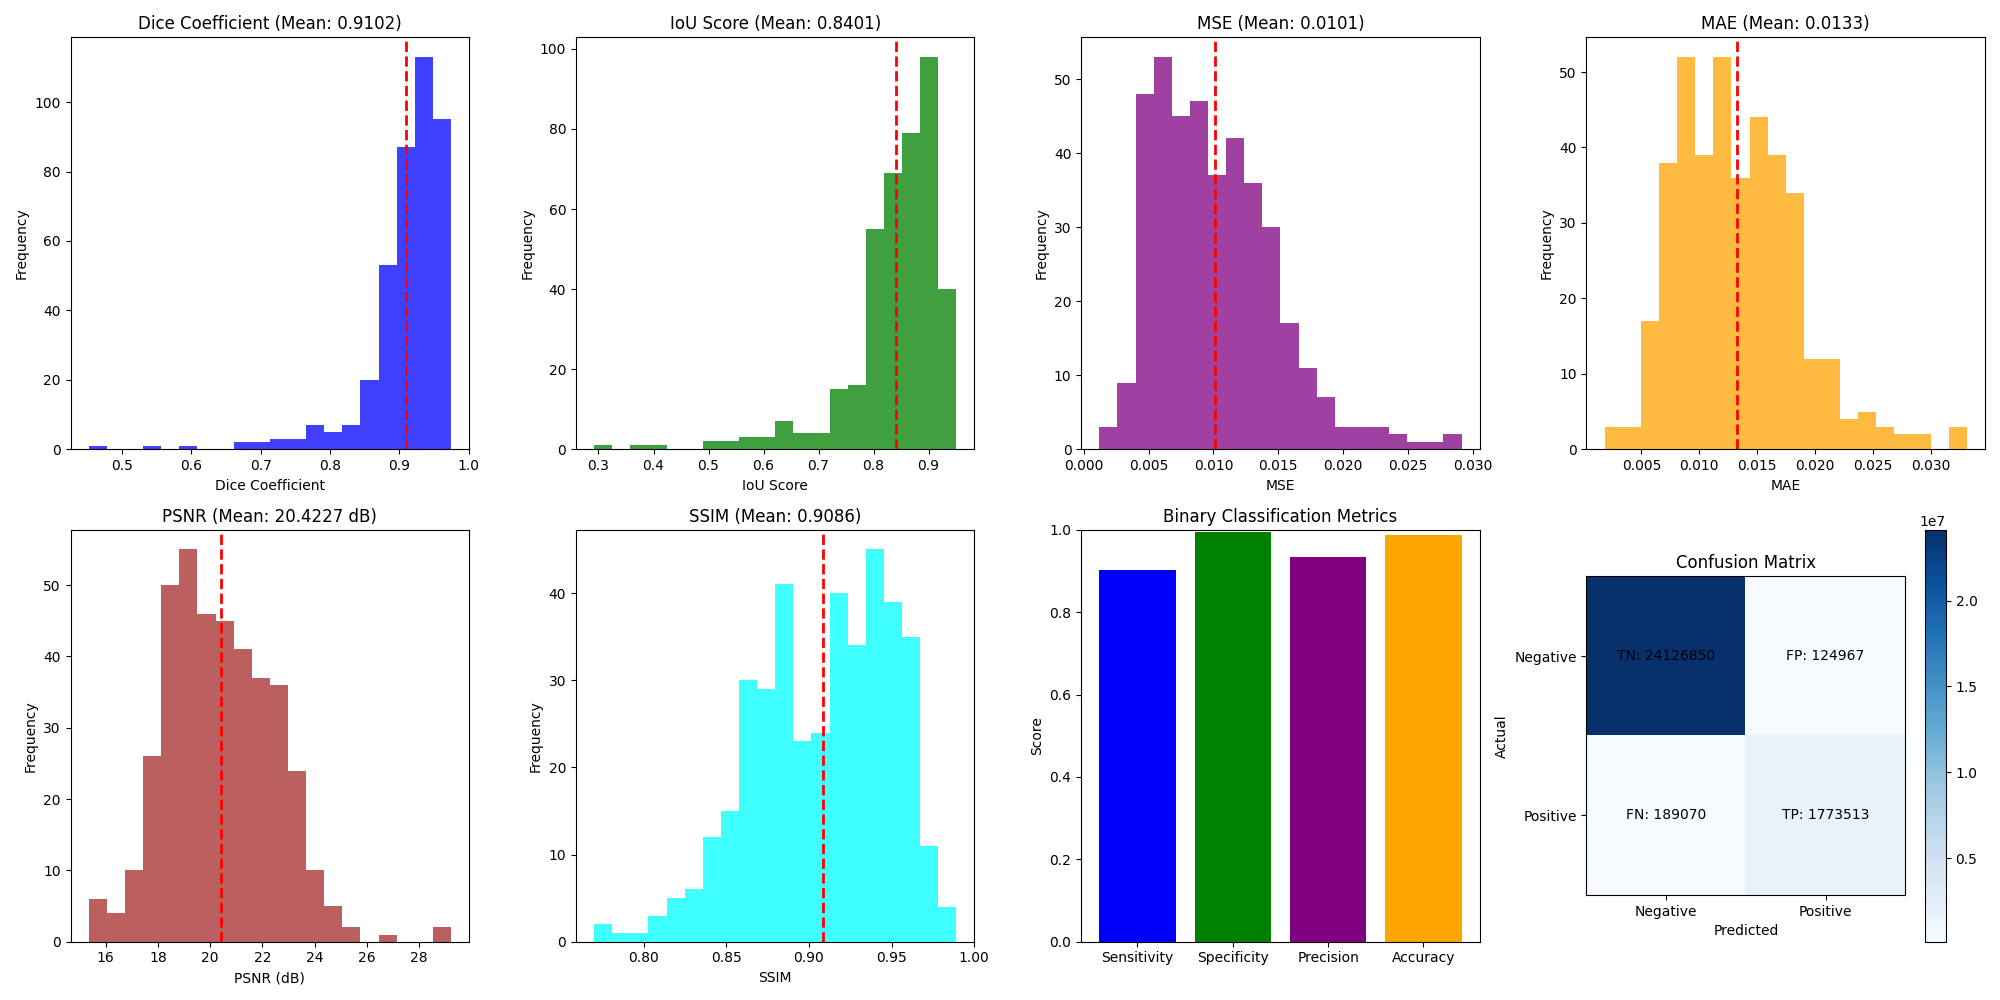 Dice Coefficient (Mean: 0.9102)
100
80
60
40
20
0
Frequency
0.5 0.6 0.7 0.8 0.9 1.0
Dice Coefficient
IoU Score (Mean: 0.8401)
100
80
60
40
20
0
Frequency
0.3 0.4 0.5 0.6 0.7 0.8 0.9
IoU Score
MSE (Mean: 0.0101)
50
40
30
20
10
0
Frequency
0.000 0.005 0.010 0.015 0.020 0.025 0.030
MSE
MAE (Mean: 0.0133)
50
40
30
20
10
0
Frequency
0.005 0.010 0.015 0.020 0.025 0.030
MAE
PSNR (Mean: 20.4227 dB)
50
40
30
20
10
0
Frequency
16 18 20 22 24 26 28
PSNR (dB)
SSIM (Mean: 0.9086)
40
30
20
10
0
Frequency
0.80 0.85 0.90 0.95 1.00
SSIM
Binary Classification Metrics
1.0
0.8
0.6
0.4
0.2
0.0
Score
Sensitivity Specificity Precision Accuracy
Confusion Matrix
Actual
Negative
Positive
TN: 24126850 FP: 124967
FN: 189070 TP: 1773513
Negative Positive
Predicted
1e7
2.0
1.5
1.0
0.5